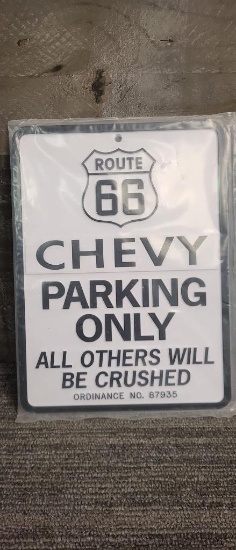 ROUTE
66
CHEVY
PARKING
ONLY
ALL OTHERS WILL
BE CRUSHED
ORDINANCE NO. 87935